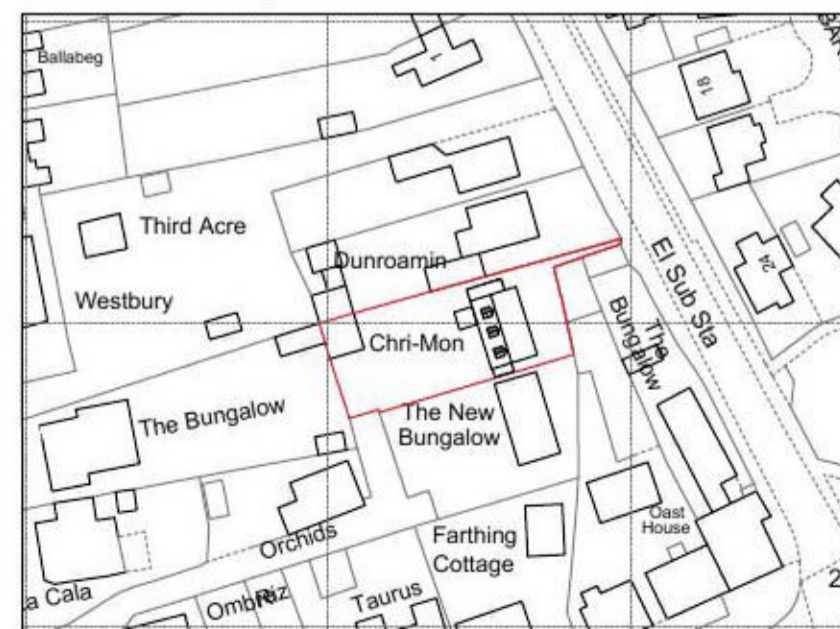 Ballabeg
1
18
Third Acre
Dunroamin
El Sub Sta
24
Westbury
Chri-Mon
The
Bungalow
The Bungalow
The New
Bungalow
Orchids
Farthing
Cottage
Oast
House
a Cala
Taurus
2